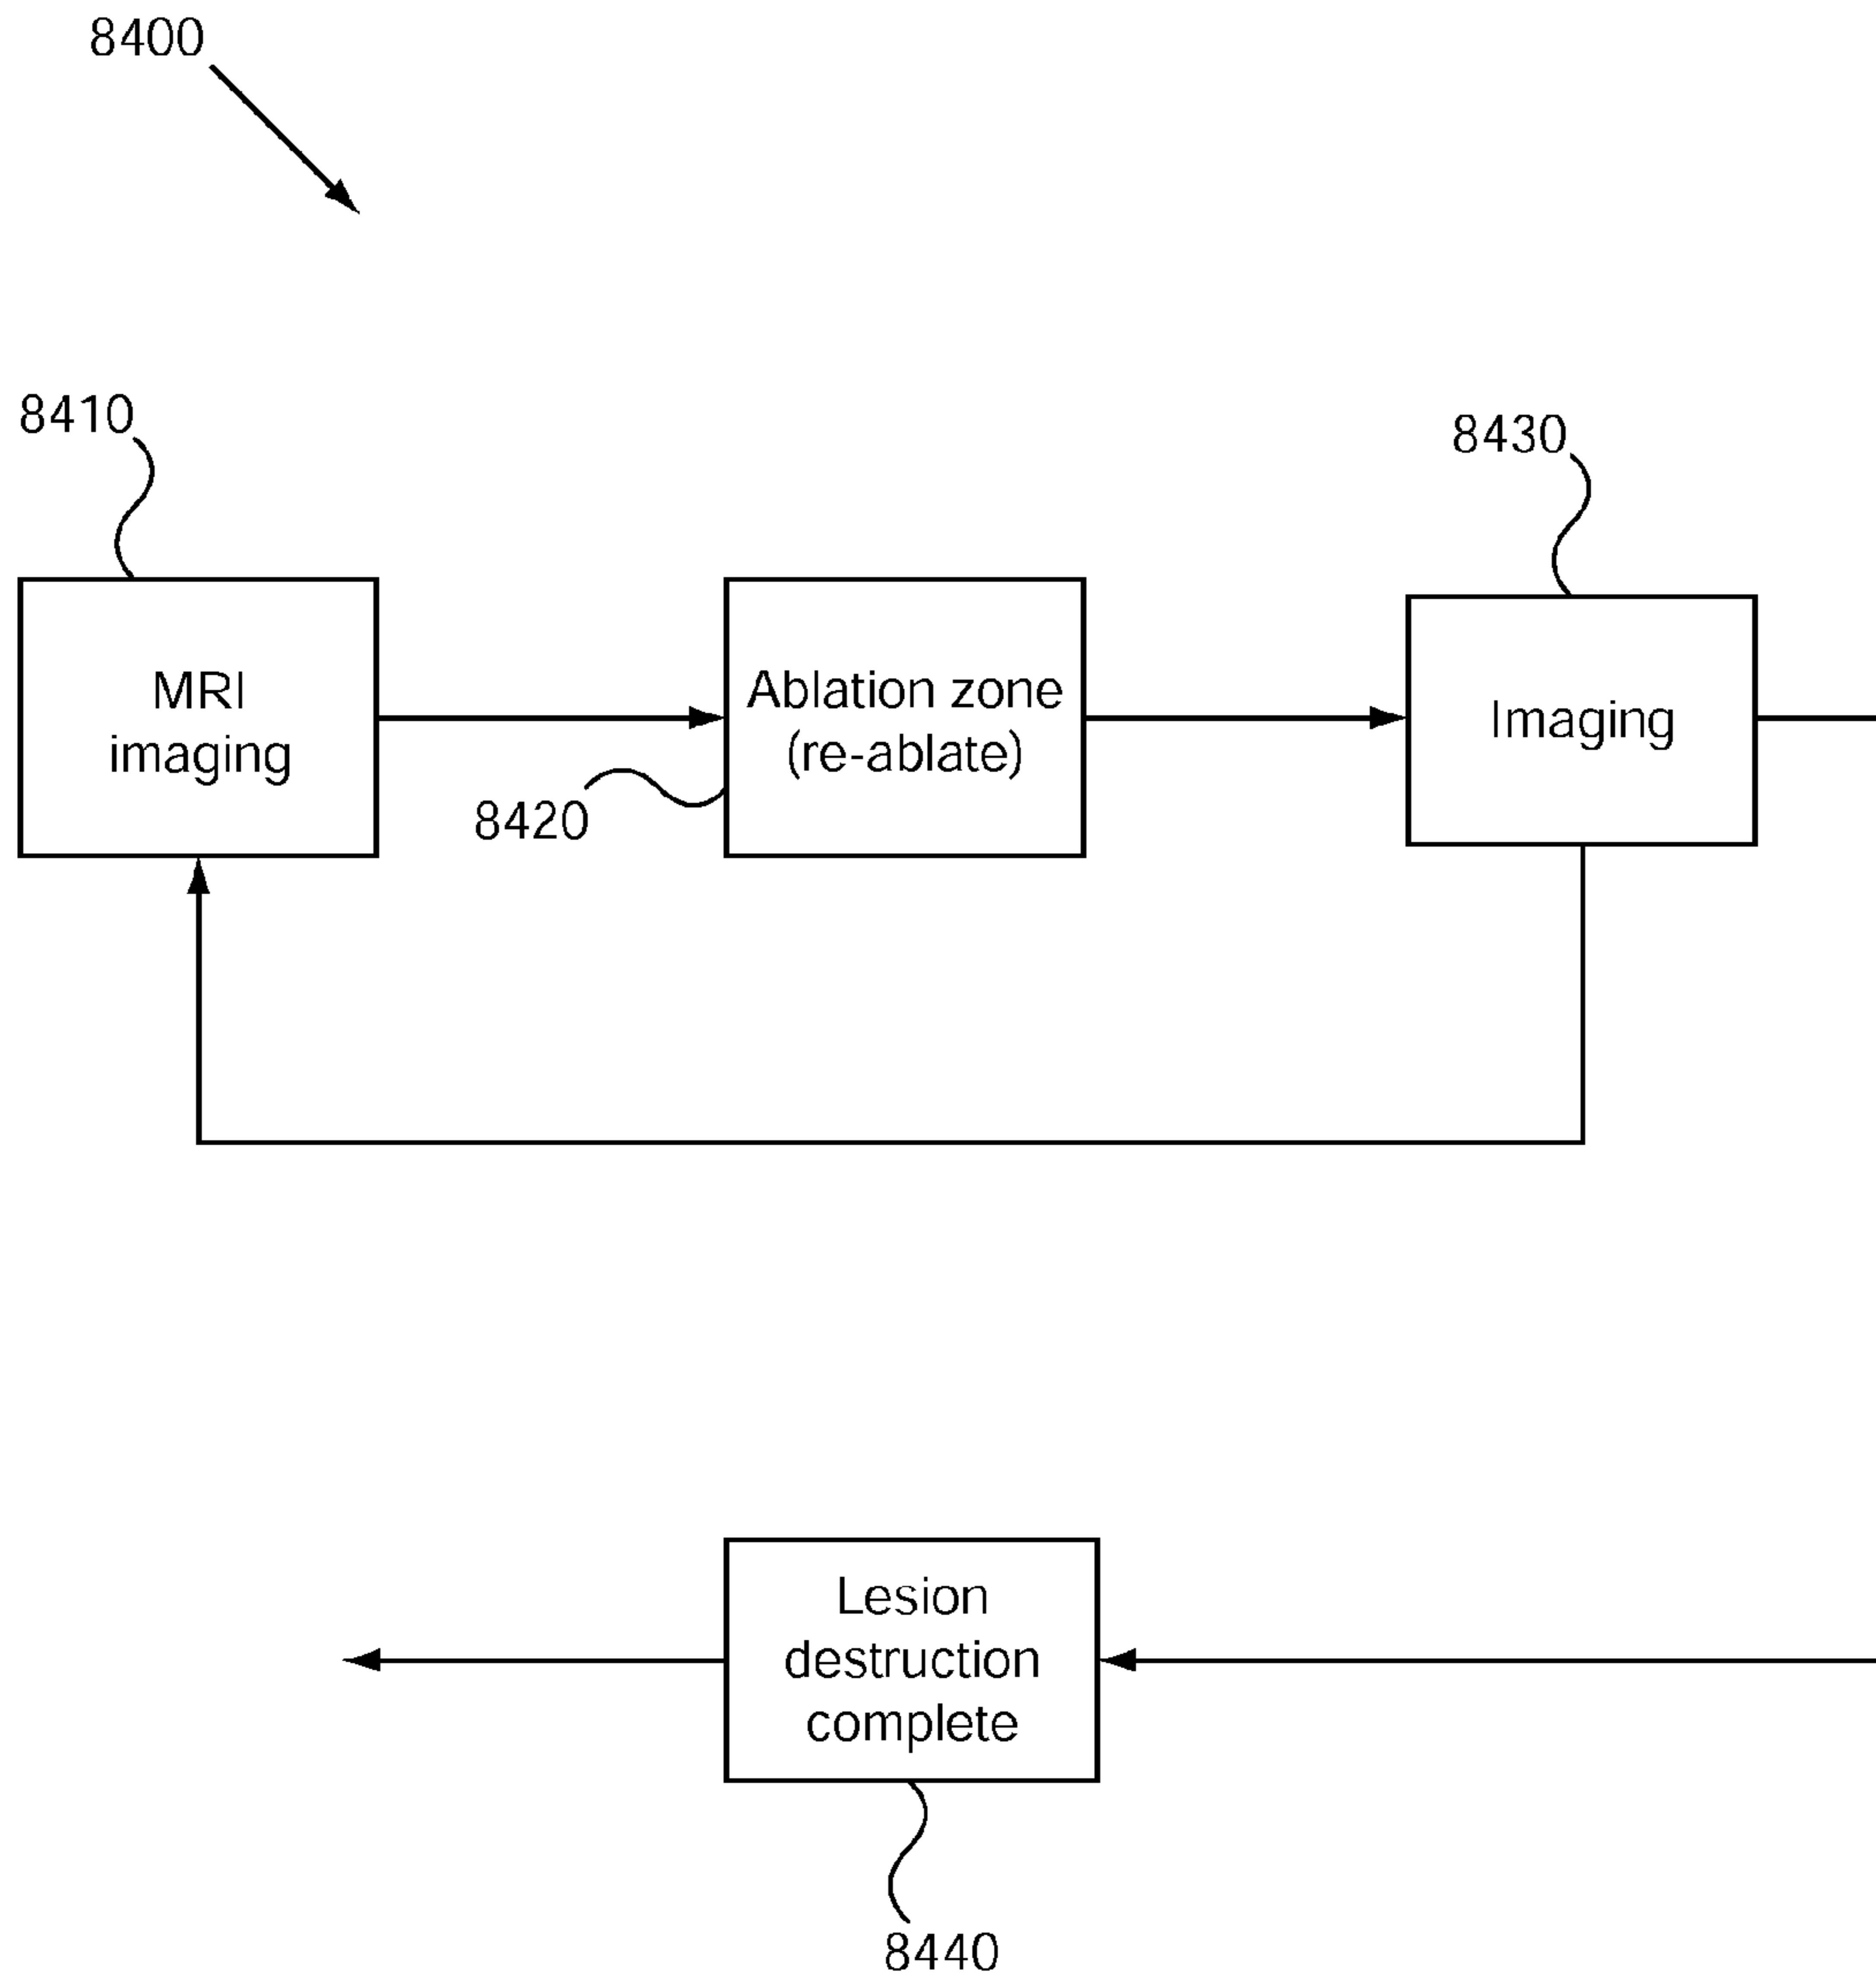 8400
8410
8430
MRI
imaging
Ablation zone
(re-ablate)
Imaging
8420
Lesion
destruction
complete
8440